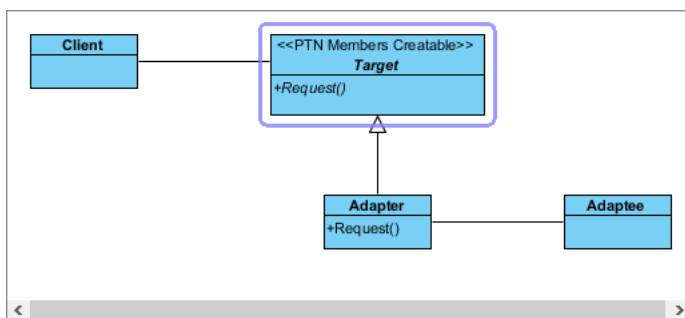 Client
<<PTN Members Creatable>>
Target
+Request()
Adapter
+Request()
Adaptee